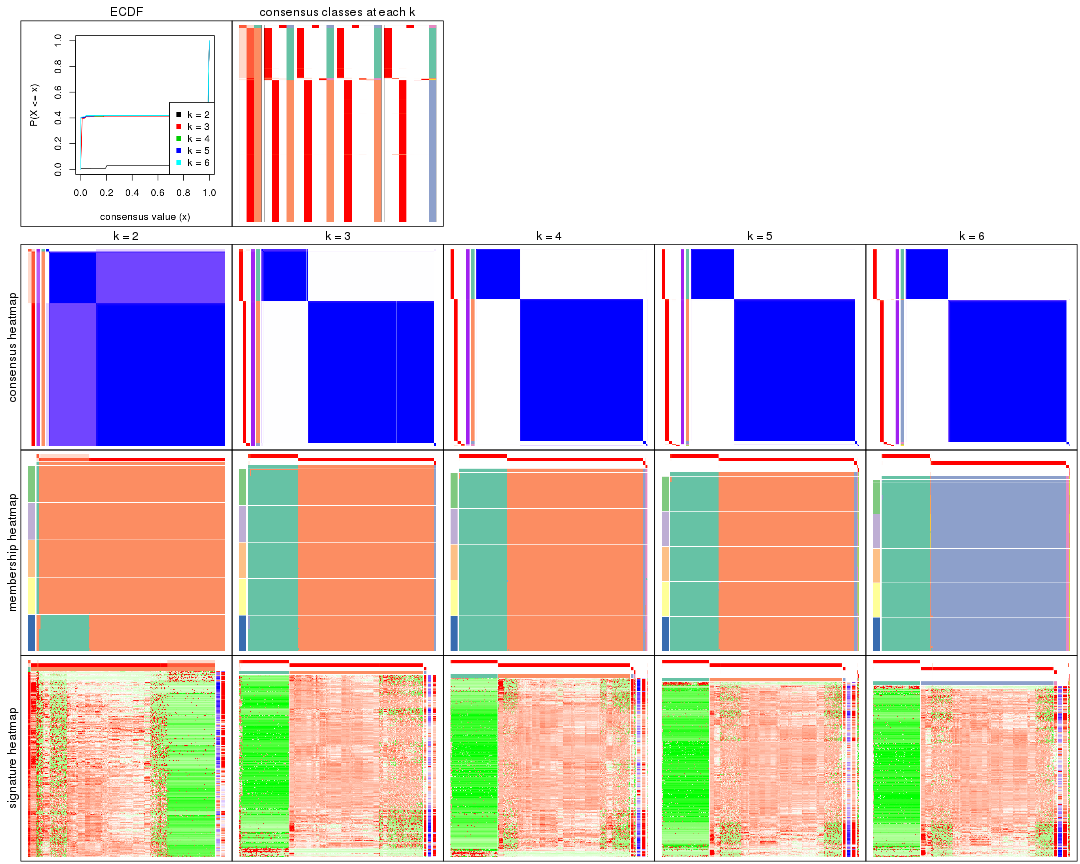 ECDF
consensus classes at each k
P(X <= x)
0.0 0.2 0.4 0.6 0.8 1.0
k = 2
k = 3
k = 4
k = 5
k = 6
0.0 0.2 0.4 0.6 0.8 1.0
consensus value (x)
k = 2 k = 3 k = 4 k = 5 k = 6
consensus heatmap
membership heatmap
signature heatmap